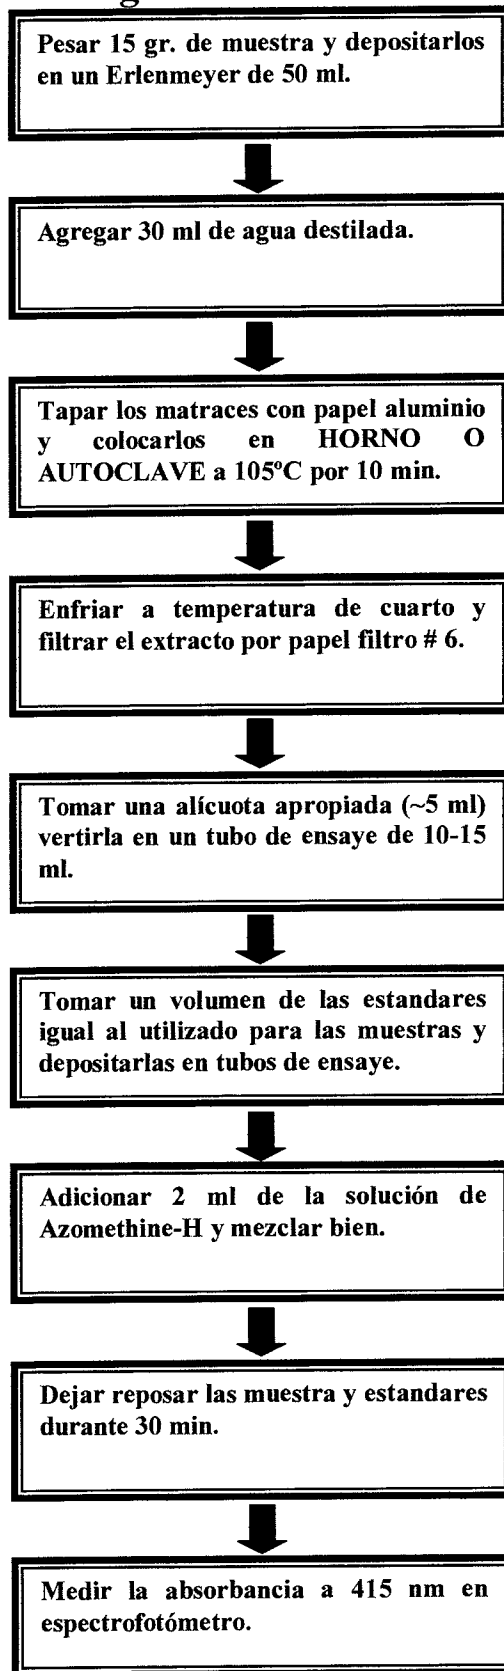 Pesar 15 gr. de muestra y depositarlos
en un Erlenmeyer de 50 ml.
Agregar 30 ml de agua destilada.
Tapar los matraces con papel aluminio
y colocarlos en HORNO O
AUTOCLAVE a 105ºC por 10 min.
Enfriar a temperatura de cuarto y
filtrar el extracto por papel filtro # 6.
Tomar una alícuota apropiada (~5 ml)
vertirla en un tubo de ensaye de 10-15
ml.
Tomar un volumen de las estandares
igual al utilizado para las muestras y
depositarlas en tubos de ensaye.
Adicionar 2 ml de la solución de
Azomethine-H y mezclar bien.
Dejar reposar las muestra y estandares
durante 30 min.
Medir la absorbancia a 415 nm en
espectrofotómetro.